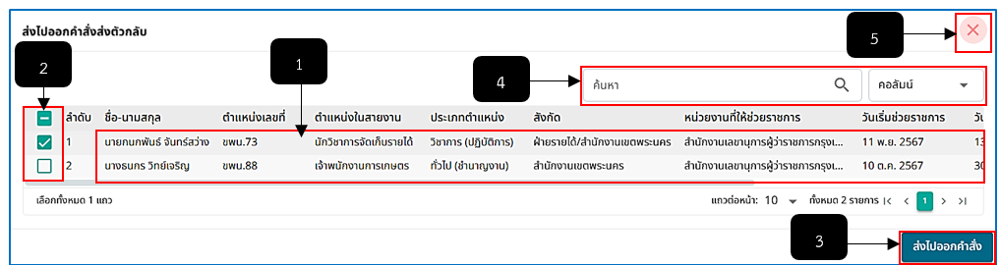 ส่งไปออกคำสั่งส่งตัวกลับ
5
2
1
4
ค้นหา
คอลัมน์
ลำดับ ชื่อ-นามสกุล ตำแหน่งเลขที่ ตำแหน่งในสายงาน ประเภทตำแหน่ง สังกัด หน่วยงานที่ให้ช่วยราชการ วันเริ่มช่วยราชการ
1 นายกนกพันธ์ จันทร์สว่าง ขพน.73 นักวิชาการจัดเก็บรายได้ วิชาการ (ปฏิบัติการ) ฝ่ายรายได้/สำนักงานเขตพระนคร สำนักงานเลขานุการผู้ว่าราชการกรุงเ... 11 พ.ย. 2567 13
2 นางธนกร วิทย์เจริญ ขพน.88 เจ้าพนักงานการเกษตร ทั่วไป (ชำนาญงาน) สำนักงานเขตพระนคร สำนักงานเลขานุการผู้ว่าราชการกรุงเ... 10 ต.ค. 2567 30
เลือกทั้งหมด 1 แถว แถวต่อหน้า: 10 ทั้งหมด 2 รายการ 1
3
ส่งไปออกคำสั่ง